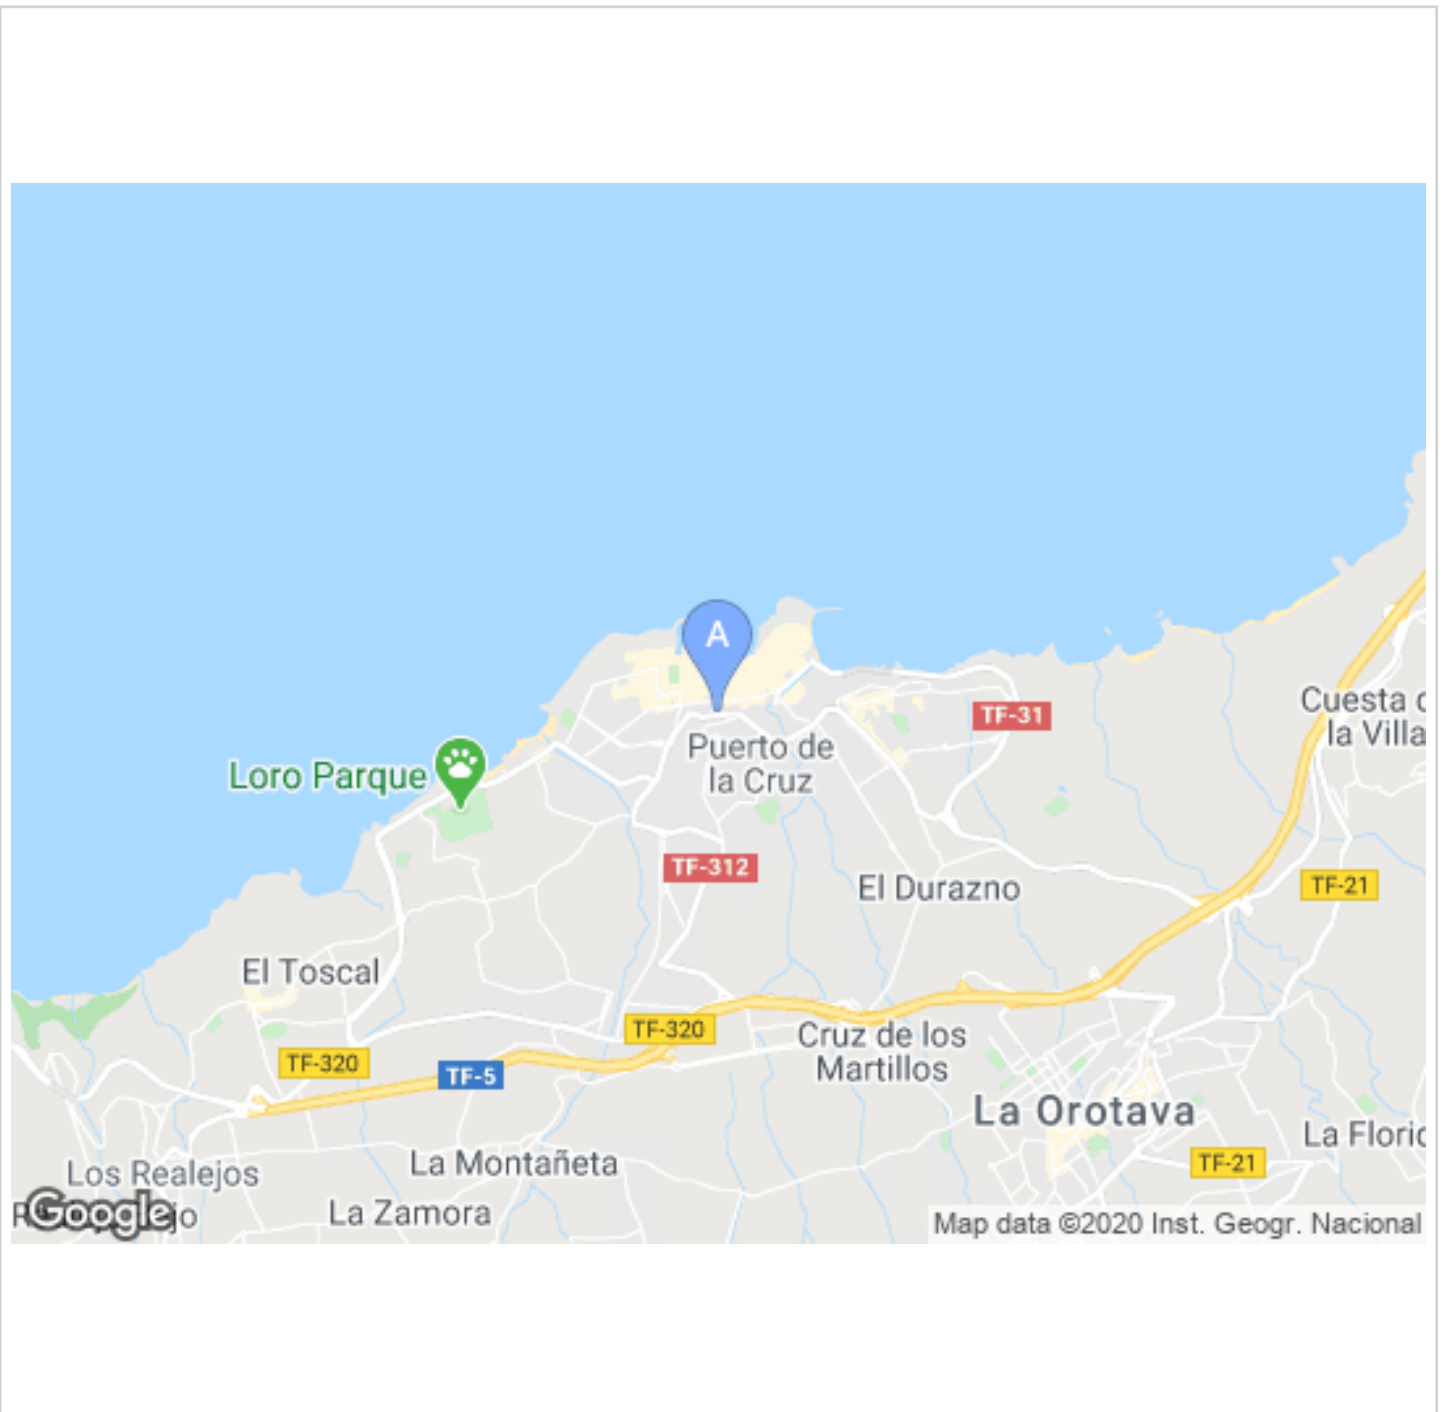 A
Cuesta d
la Villa
TF-31
Puerto de
la Cruz
Loro Parque
TF-312
El Durazno
TF-21
El Toscal
TF-320
Cruz de los
Martillos
TF-320
TF-5
La Orotava
La Floric
La Montañeta
TF-21
Los Realejos
La Zamora
Google
Map data ©2020 Inst. Geogr. Nacional